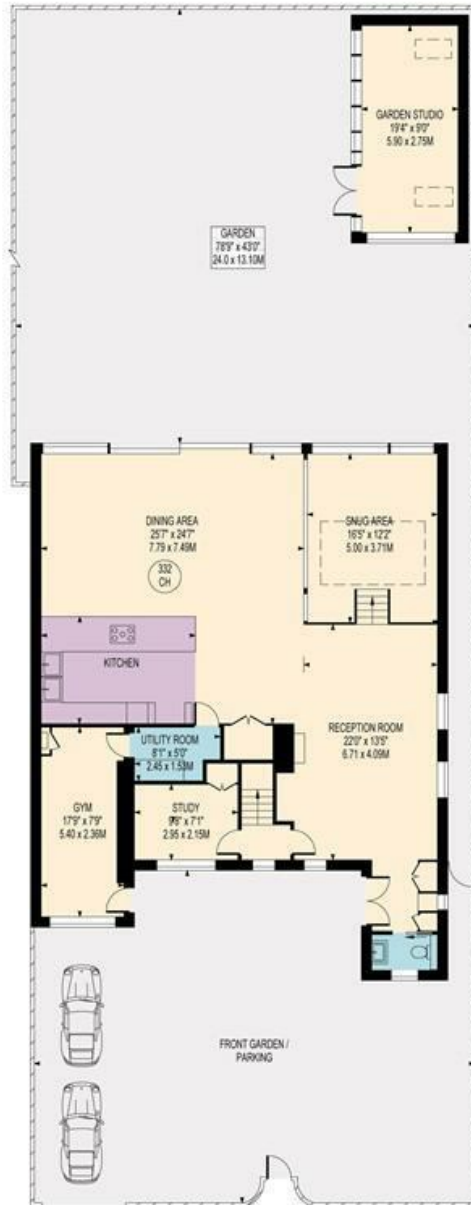 GARDEN STUDIO
19'4" x 9'0"
5.90 x 2.75M
GARDEN
78'9" x 43'0"
24.0 x 13.10M
DINING AREA
25'7" x 24'7"
7.79 x 7.49M
332
CH
SNUG AREA
16'5" x 12'2"
5.00 x 3.71M
KITCHEN
UTILITY ROOM
8'1" x 5'0"
2.45 x 1.53M
RECEPTION ROOM
22'0" x 13'5"
6.71 x 4.09M
GYM
17'9" x 7'9"
5.40 x 2.36M
STUDY
9'8" x 7'1"
2.95 x 2.15M
FRONT GARDEN /
PARKING